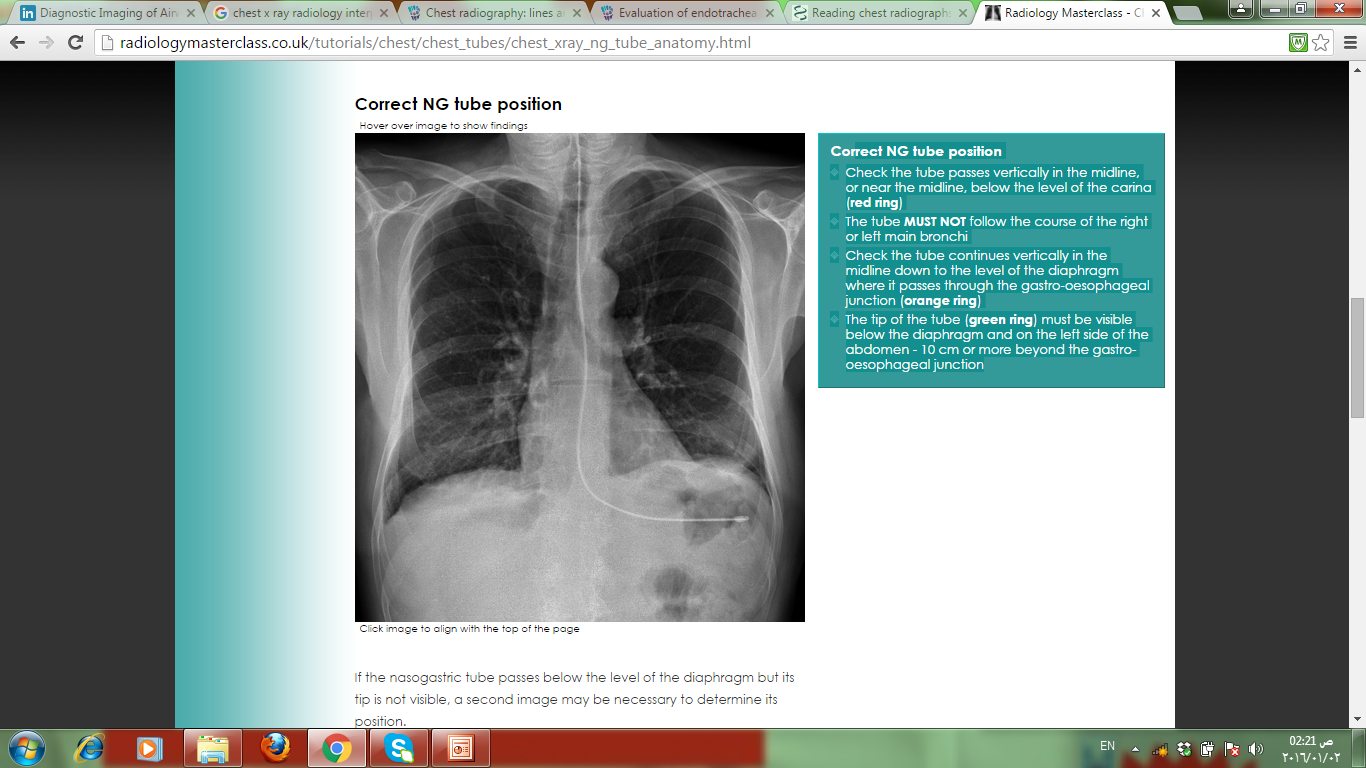 Diagnostic Imaging of Air
chest x ray radiology inter
Chest radiography: lines a
Evaluation of endotrachea
Reading chest radiograph
Radiology Masterclass - C
radiologymasterclass.co.uk/tutorials/chest/chest_tubes/chest_xray_ng_tube_anatomy.html
Correct NG tube position
Hover over image to show findings
Correct NG tube position
Check the tube passes vertically in the midline,
or near the midline, below the level of the carina
(red ring)
The tube MUST NOT follow the course of the right
or left main bronchi
Check the tube continues vertically in the
midline down to the level of the diaphragm
where it passes through the gastro-oesophageal
junction (orange ring)
The tip of the tube (green ring) must be visible
below the diaphragm and on the left side of the
abdomen - 10 cm or more beyond the gastro-
oesophageal junction
Click image to align with the top of the page
If the nasogastric tube passes below the level of the diaphragm but its
tip is not visible, a second image may be necessary to determine its
position.
EN
02:21 ص
٢٠١٦/٠١/٠٢